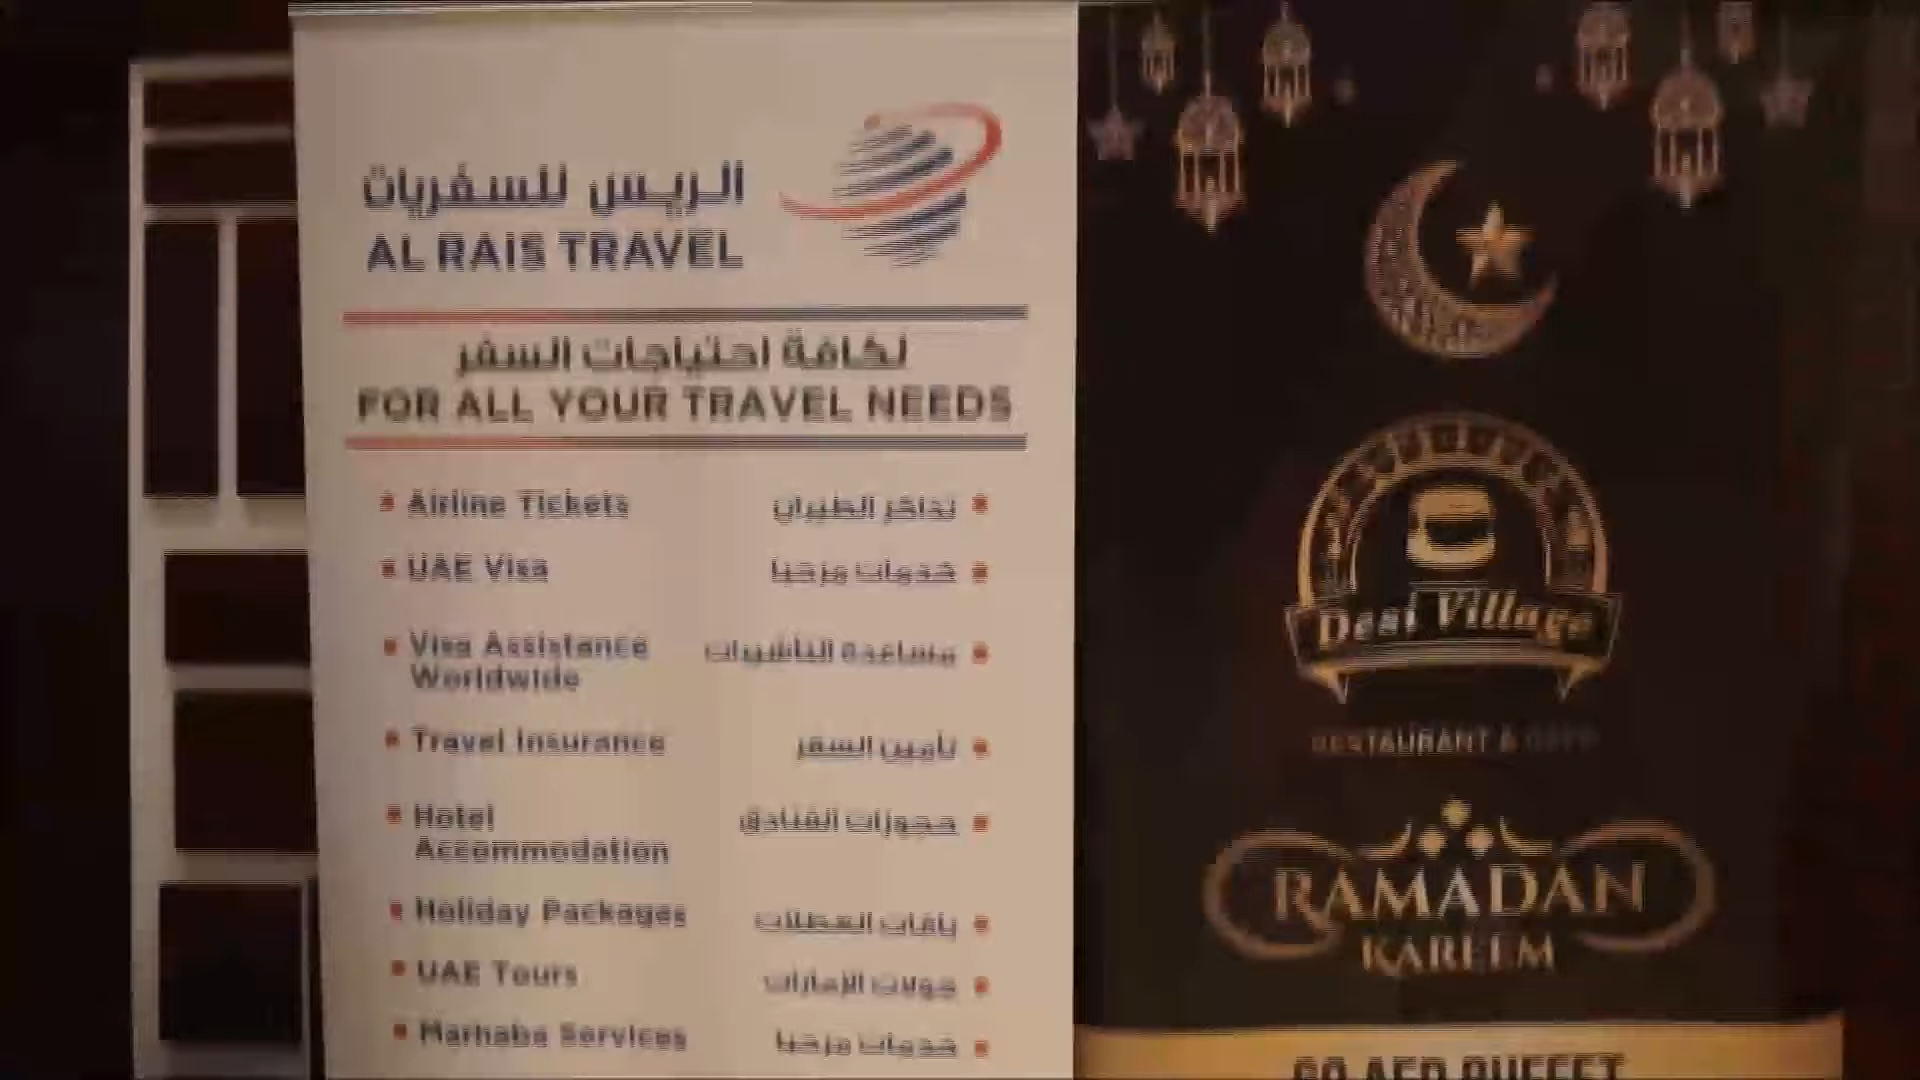 الريس للسفريات
AL RAIS TRAVEL
لكافة احتياجات السفر
FOR ALL YOUR TRAVEL NEEDS
Airline Tickets
تذاكر الطيران
UAE Visa
خدمات مرحبا
Visa Assistance
Worldwide
مساعدة التأشيرات
Travel Insurance
تأمين السفر
Hotel
Accommodation
حجوزات الفنادق
Holiday Packages
باقات العطلات
UAE Tours
جولات الإمارات
Marhaba Services
خدمات مرحبا
Desi Village
RESTAURANT & CAFE
RAMADAN
KAREEM
AED BUFFET